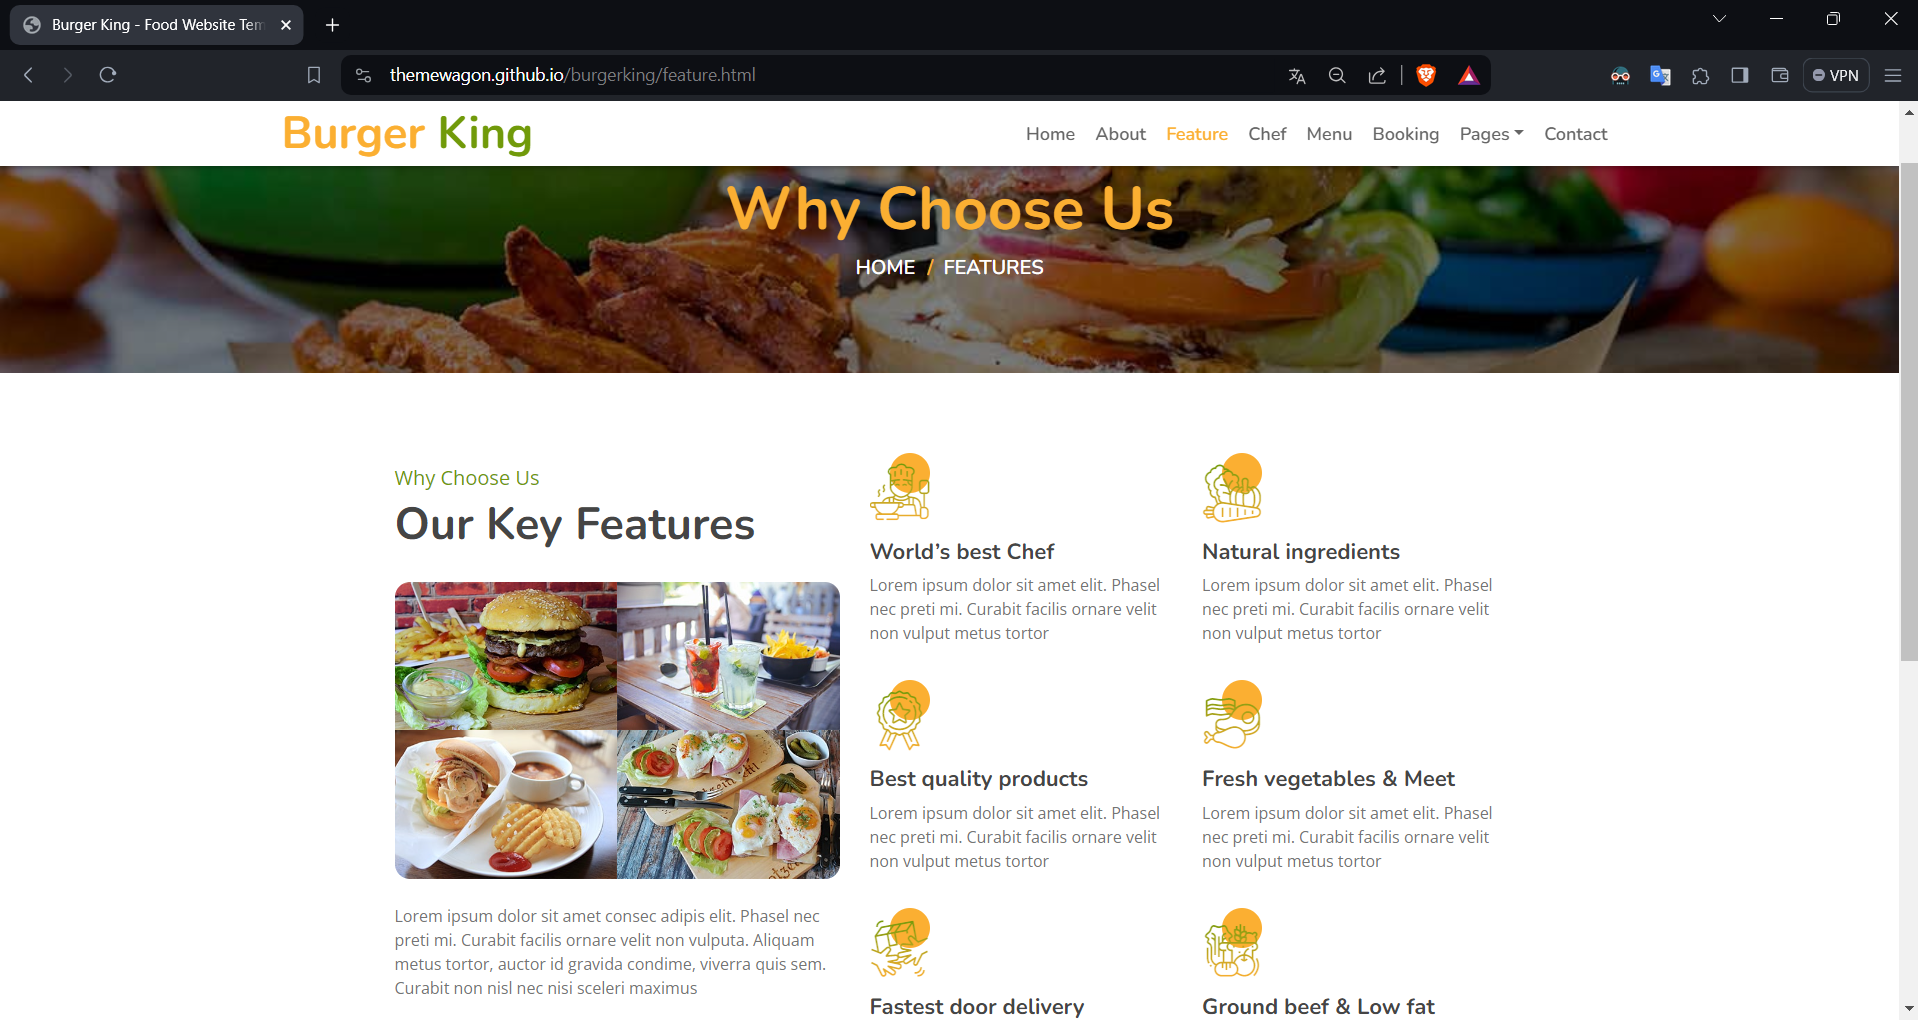 Burger King - Food Website Tem
themewagon.github.io/burgerking/feature.html
VPN
Burger King
Home About Feature Chef Menu Booking Pages Contact
Why Choose Us
HOME / FEATURES
Why Choose Us
Our Key Features
Lorem ipsum dolor sit amet consec adipis elit. Phasel nec
preti mi. Curabit facilis ornare velit non vulputa. Aliquam
metus tortor, auctor id gravida condime, viverra quis sem.
Curabit non nisl nec nisi sceleri maximus
World’s best Chef
Lorem ipsum dolor sit amet elit. Phasel
nec preti mi. Curabit facilis ornare velit
non vulput metus tortor
Natural ingredients
Lorem ipsum dolor sit amet elit. Phasel
nec preti mi. Curabit facilis ornare velit
non vulput metus tortor
Best quality products
Lorem ipsum dolor sit amet elit. Phasel
nec preti mi. Curabit facilis ornare velit
non vulput metus tortor
Fresh vegetables & Meet
Lorem ipsum dolor sit amet elit. Phasel
nec preti mi. Curabit facilis ornare velit
non vulput metus tortor
Fastest door delivery
Ground beef & Low fat